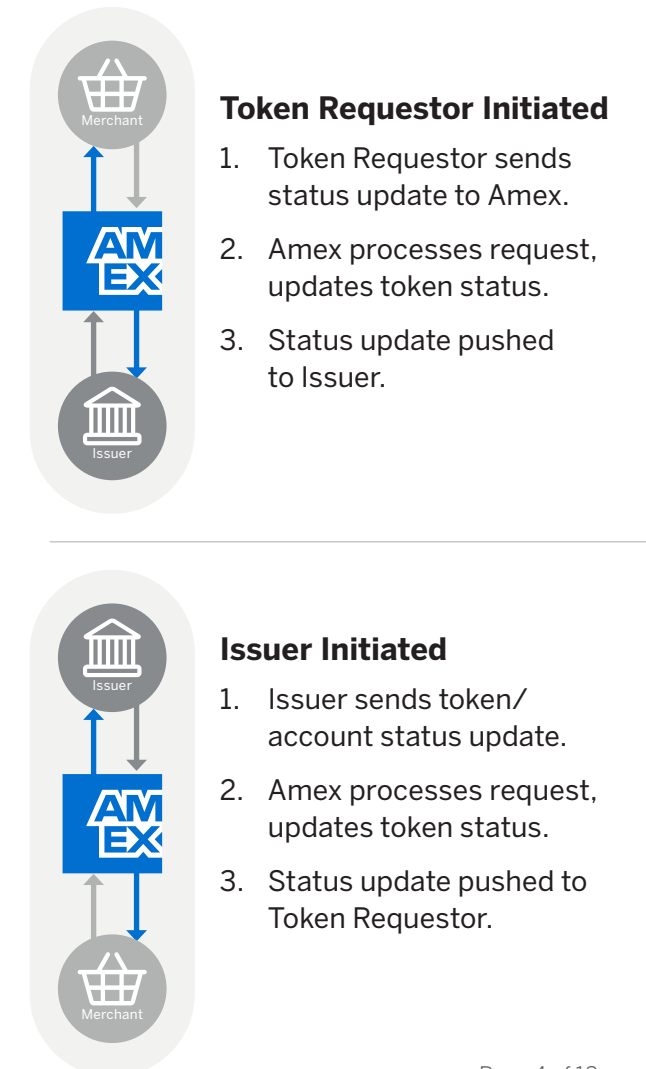 Merchant
AM
EX
Issuer
Token Requestor Initiated
1. Token Requestor sends
status update to Amex.
2. Amex processes request,
updates token status.
3. Status update pushed
to Issuer.
Issuer
AM
EX
Merchant
Issuer Initiated
1. Issuer sends token/
account status update.
2. Amex processes request,
updates token status.
3. Status update pushed to
Token Requestor.